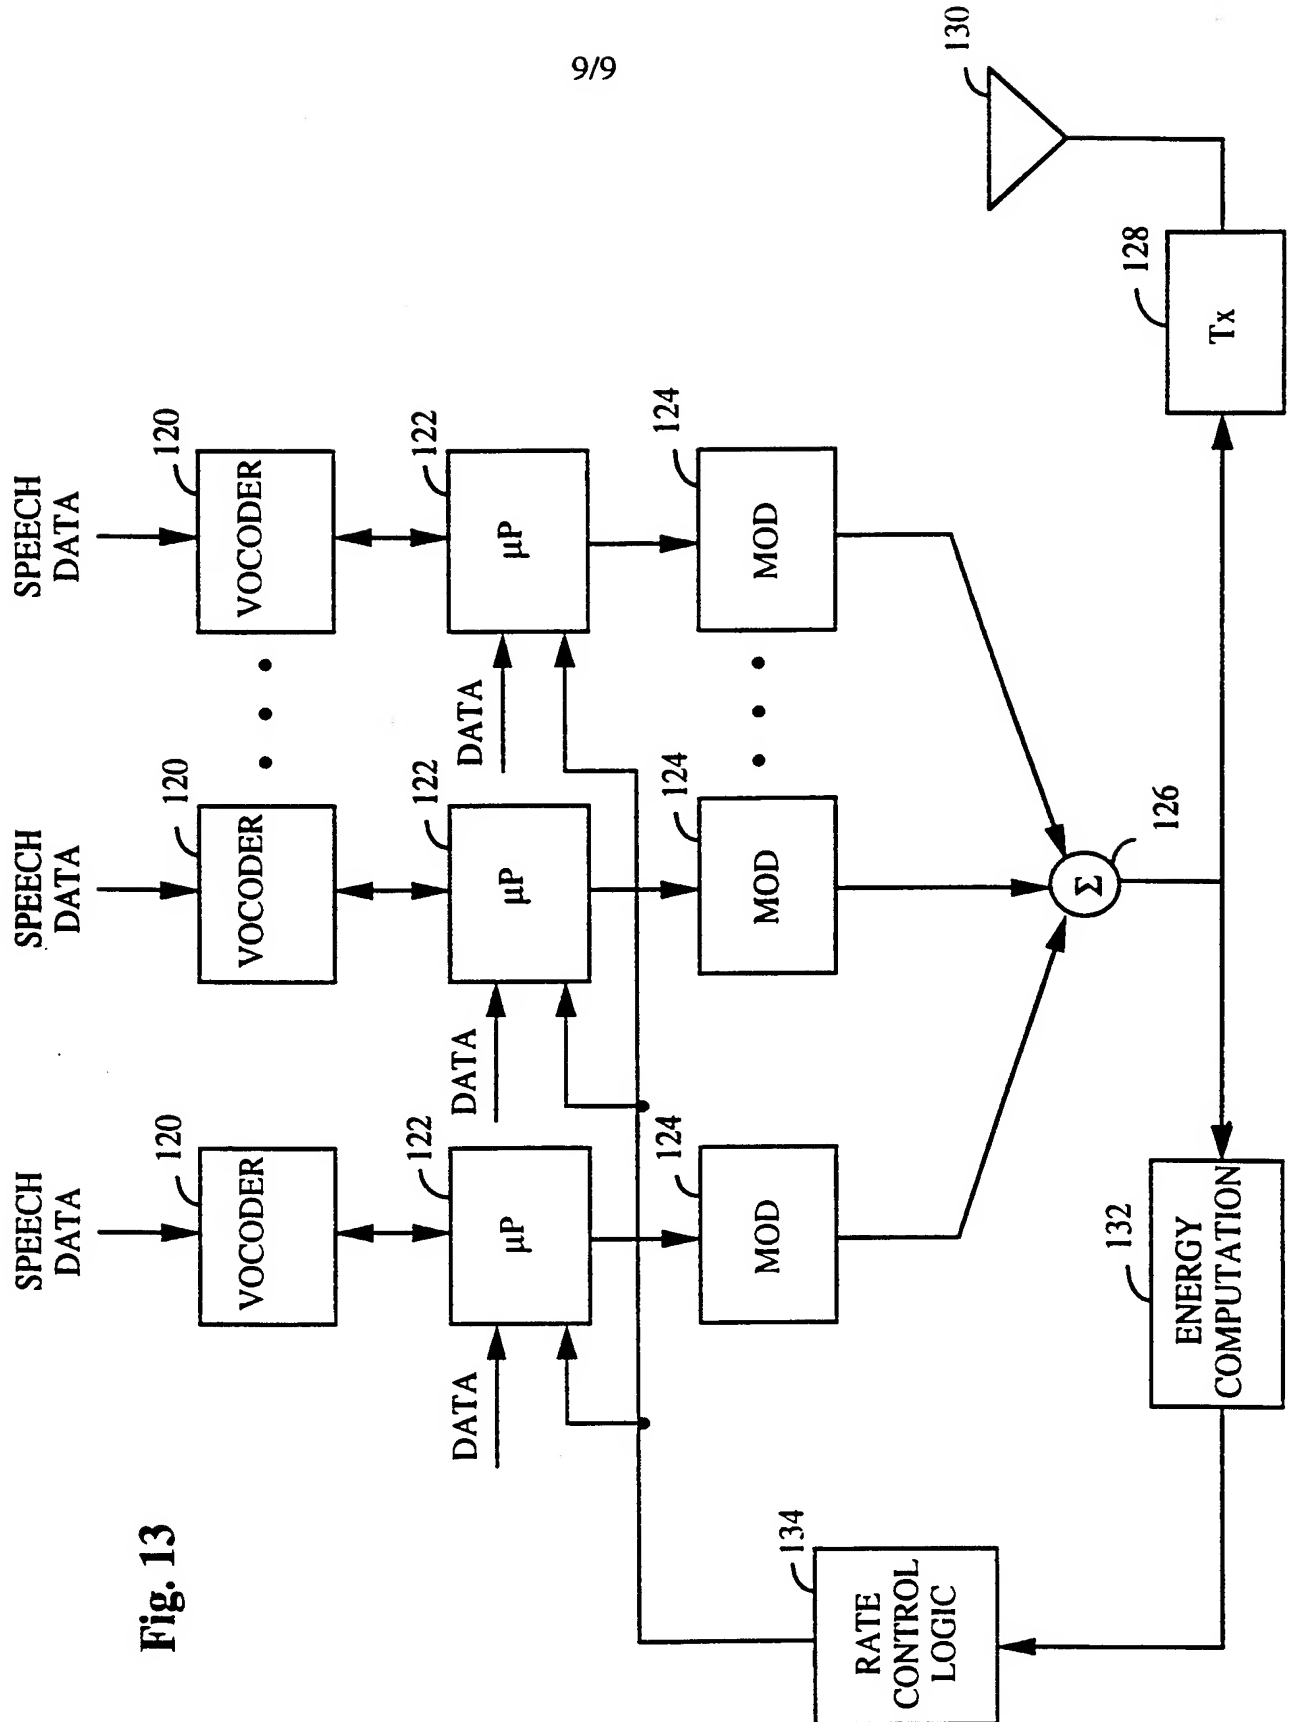 9/9
Fig. 13
SPEECH
DATA
SPEECH
DATA
SPEECH
DATA
120
VOCODER
120
VOCODER
120
VOCODER
DATA
122
µP
DATA
122
µP
DATA
122
µP
124
MOD
124
MOD
124
MOD
134
RATE
CONTROL
LOGIC
Σ
126
132
ENERGY
COMPUTATION
128
Tx
130